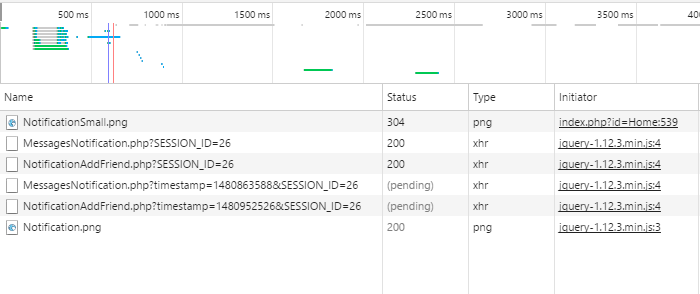 500 ms 1000 ms 1500 ms 2000 ms 2500 ms 3000 ms 3500 ms 400
Name Status Type Initiator
NotificationSmall.png 304 png index.php?id=Home:539
MessagesNotification.php?SESSION_ID=26 200 xhr jquery-1.12.3.min.js:4
NotificationAddFriend.php?SESSION_ID=26 200 xhr jquery-1.12.3.min.js:4
MessagesNotification.php?timestamp=1480863588&SESSION_ID=26 (pending) xhr jquery-1.12.3.min.js:4
NotificationAddFriend.php?timestamp=1480952526&SESSION_ID=26 (pending) xhr jquery-1.12.3.min.js:4
Notification.png 200 png jquery-1.12.3.min.js:3